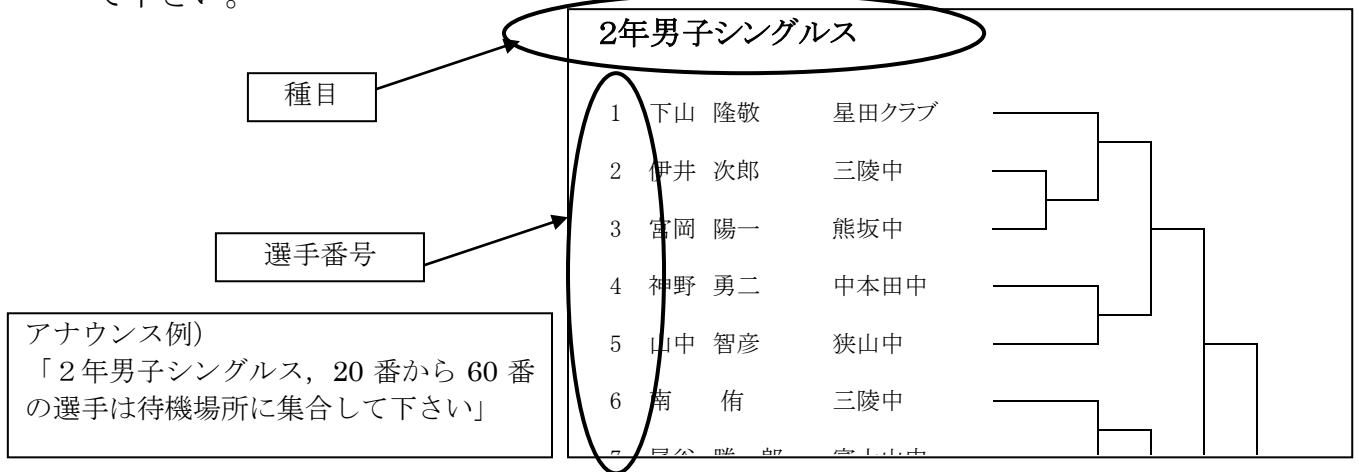 て下さい。
２年男子シングルス
種目
1 下山 隆敬 星田クラブ
2 伊井 次郎 三陵中
3 宮岡 陽一 熊坂中
選手番号
4 神野 勇二 中本田中
5 山中 智彦 狭山中
6 南 侑 三陵中
アナウンス例）
「２年男子シングルス，20 番から 60 番
の選手は待機場所に集合して下さい」